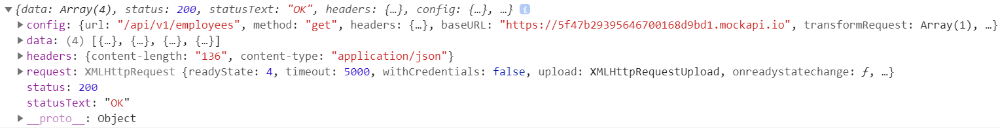 {data: Array(4), status: 200, statusText: "OK", headers: {…}, config: {…}, …} i
config: {url: "/api/v1/employees", method: "get", headers: {…}, baseURL: "https://5f47b29395646700168d9bd1.mockapi.io", transformRequest: Array(1), …}
data: (4) [{…}, {…}, {…}, {…}]
headers: {content-length: "136", content-type: "application/json"}
request: XMLHttpRequest {readyState: 4, timeout: 5000, withCredentials: false, upload: XMLHttpRequestUpload, onreadystatechange: ƒ, …}
status: 200
statusText: "OK"
__proto__: Object